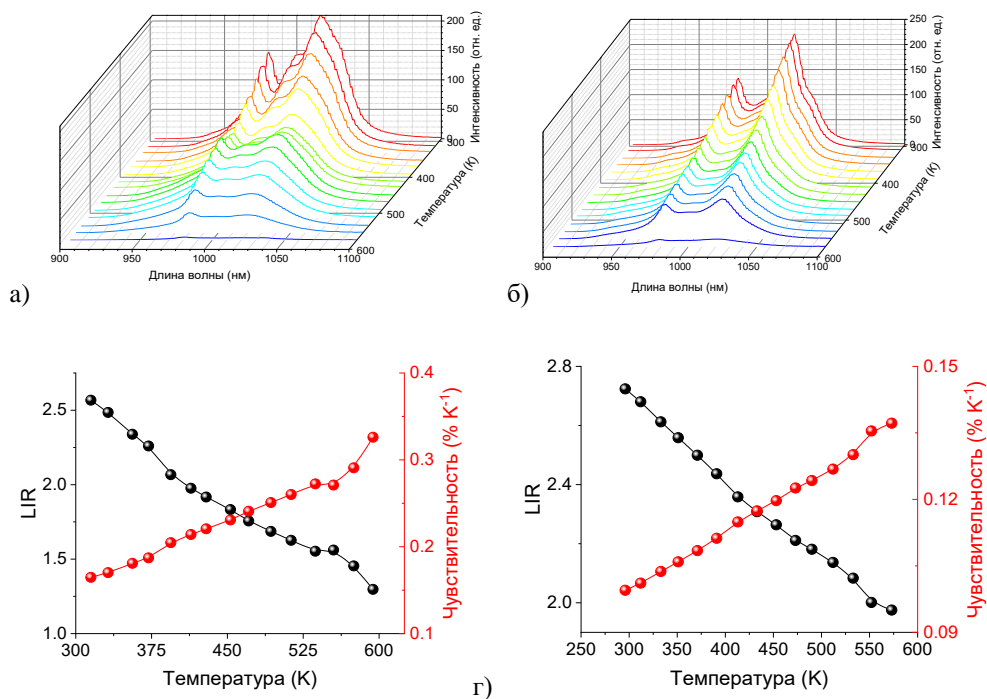 200
150
100
50
0
Интенсивность (отн. ед.)
300
400
500
600
Температура (K)
900
950
1000
1050
1100
Длина волны (нм)
а)
250
200
150
100
50
0
Интенсивность (отн. ед.)
300
400
500
600
Температура (K)
900
950
1000
1050
1100
Длина волны (нм)
б)
2.5
2.0
1.5
1.0
LIR
0.4
0.3
0.2
0.1
Чувствительность (% K-1)
300 375 450 525 600
Температура (K)
2.8
2.4
2.0
LIR
0.15
0.12
0.09
Чувствительность (% K-1)
250 300 350 400 450 500 550 600
Температура (K)
г)